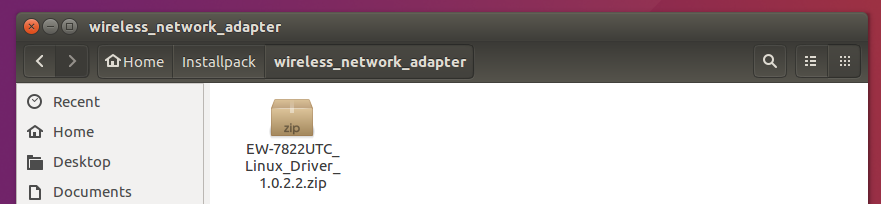 wireless_network_adapter
Home Installpack wireless_network_adapter
Recent
Home
Desktop
Documents
zip
EW-7822UTC_
Linux_Driver_
1.0.2.2.zip